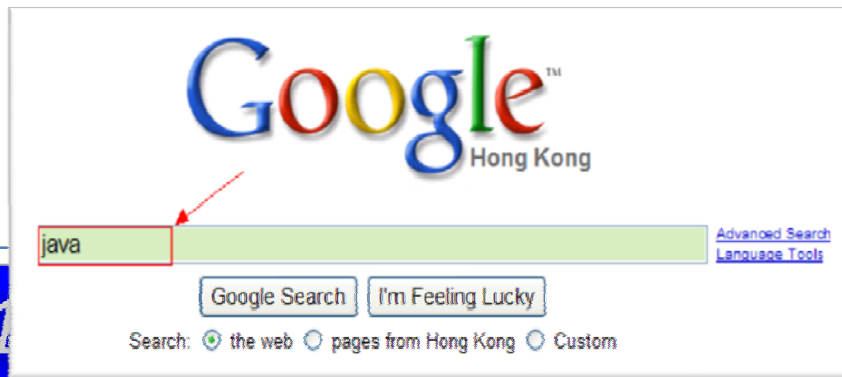 Google™
Hong Kong
java
Advanced Search
Language Tools
Google Search I'm Feeling Lucky
Search: the web pages from Hong Kong Custom